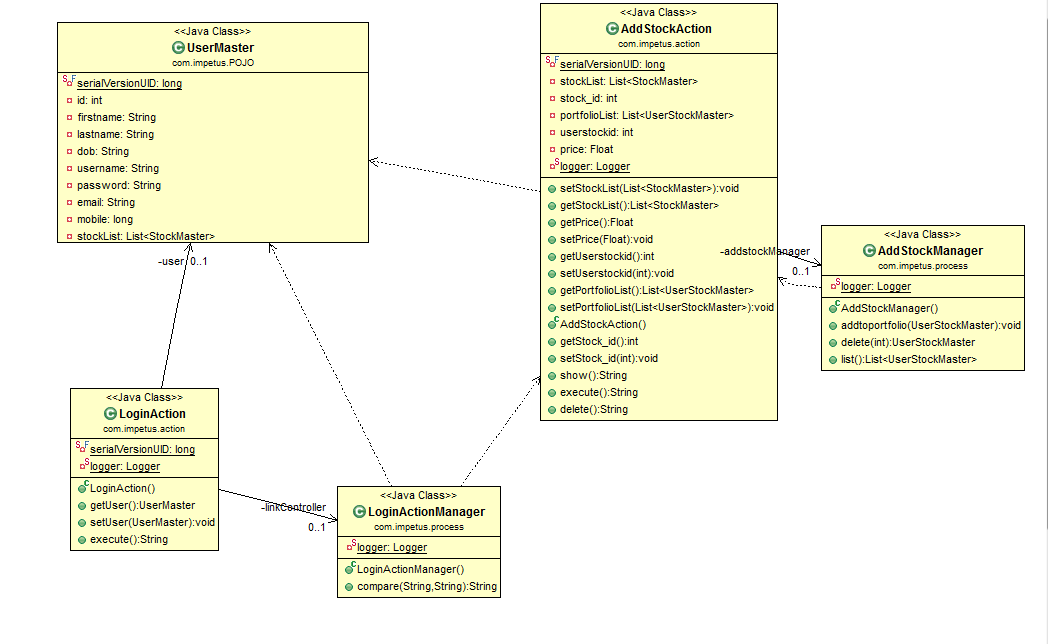 <<Java Class>>
UserMaster
com.impetus.POJO
serialVersionUID: long
id: int
firstname: String
lastname: String
dob: String
username: String
password: String
email: String
mobile: long
stockList: List<StockMaster>
<<Java Class>>
AddStockAction
com.impetus.action
serialVersionUID: long
stockList: List<StockMaster>
stock_id: int
portfolioList: List<UserStockMaster>
userstockid: int
price: Float
logger: Logger
setStockList(List<StockMaster>):void
getStockList():List<StockMaster>
getPrice():Float
setPrice(Float):void
getUserstockid():int
setUserstockid(int):void
getPortfolioList():List<UserStockMaster>
setPortfolioList(List<UserStockMaster>):void
AddStockAction()
getStock_id():int
setStock_id(int):void
show():String
execute():String
delete():String
-addstockManager
0..1
<<Java Class>>
AddStockManager
com.impetus.process
logger: Logger
AddStockManager()
addtoportfolio(UserStockMaster):void
delete(int):UserStockMaster
list():List<UserStockMaster>
-user 0..1
<<Java Class>>
LoginAction
com.impetus.action
serialVersionUID: long
logger: Logger
LoginAction()
getUser():UserMaster
setUser(UserMaster):void
execute():String
-linkController
0..1
<<Java Class>>
LoginActionManager
com.impetus.process
logger: Logger
LoginActionManager()
compare(String,String):String